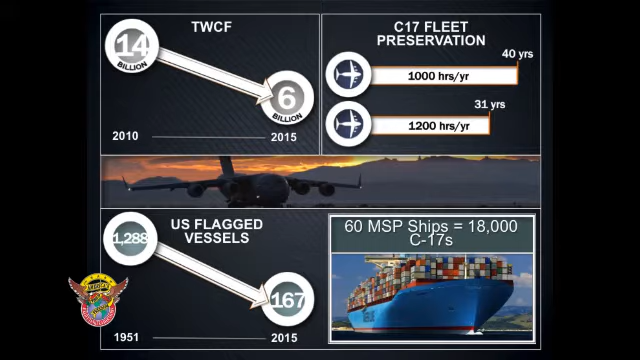 TWCF
14
BILLION
6
BILLION
2010
2015
C17 FLEET
PRESERVATION
40 yrs
1000 hrs/yr
31 yrs
1200 hrs/yr
US FLAGGED
VESSELS
1,288
167
1951
2015
60 MSP Ships = 18,000
C-17s